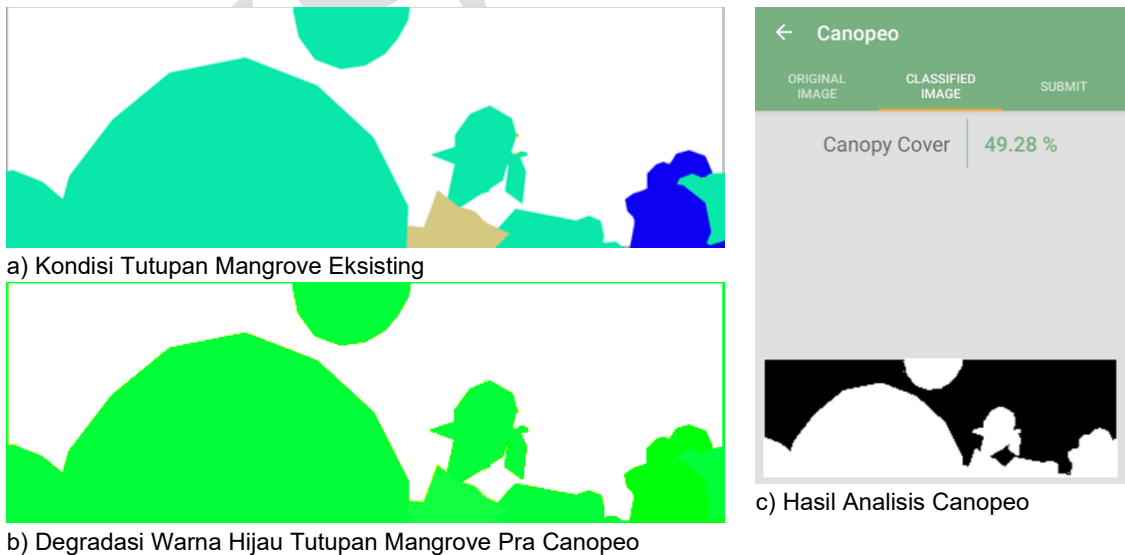 a) Kondisi Tutupan Mangrove Eksisting
b) Degradasi Warna Hijau Tutupan Mangrove Pra Canopeo
Canopeo
ORIGINAL
IMAGE
CLASSIFIED
IMAGE
SUBMIT
Canopy Cover
49.28 %
c) Hasil Analisis Canopeo